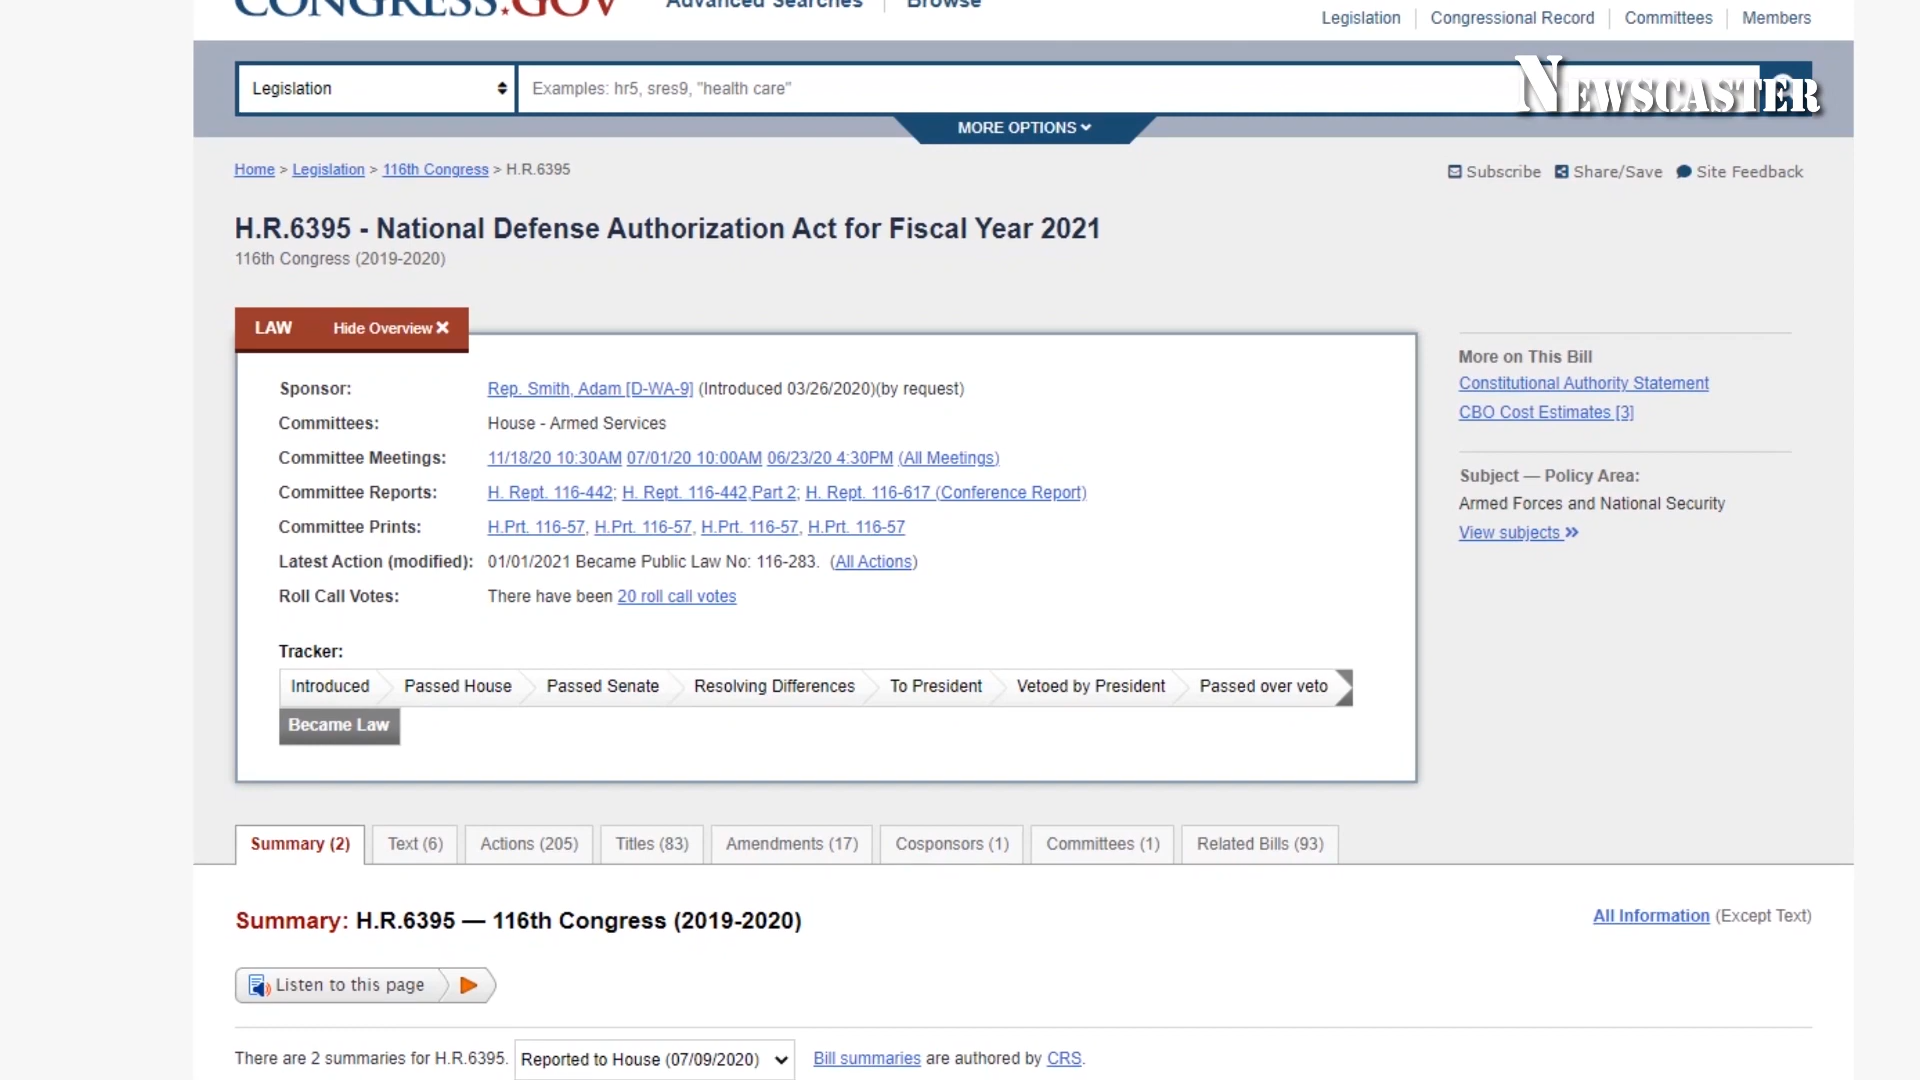 CONGRESS.GOV Advanced Searches Browse
Legislation Congressional Record Committees Members
Legislation Examples: hr5, sres9, "health care"
NEWSCASTER
MORE OPTIONS
Home > Legislation > 116th Congress > H.R.6395
Subscribe Share/Save Site Feedback
H.R.6395 - National Defense Authorization Act for Fiscal Year 2021
116th Congress (2019-2020)
LAW Hide Overview
Sponsor: Rep. Smith, Adam [D-WA-9] (Introduced 03/26/2020)(by request)
Committees: House - Armed Services
Committee Meetings: 11/18/20 10:30AM 07/01/20 10:00AM 06/23/20 4:30PM (All Meetings)
Committee Reports: H. Rept. 116-442; H. Rept. 116-442,Part 2; H. Rept. 116-617 (Conference Report)
Committee Prints: H.Prt. 116-57, H.Prt. 116-57, H.Prt. 116-57, H.Prt. 116-57
Latest Action (modified): 01/01/2021 Became Public Law No: 116-283. (All Actions)
Roll Call Votes: There have been 20 roll call votes
Tracker:
Introduced Passed House Passed Senate Resolving Differences To President Vetoed by President Passed over veto
Became Law
More on This Bill
Constitutional Authority Statement
CBO Cost Estimates [3]
Subject — Policy Area:
Armed Forces and National Security
View subjects »
Summary (2) Text (6) Actions (205) Titles (83) Amendments (17) Cosponsors (1) Committees (1) Related Bills (93)
Summary: H.R.6395 — 116th Congress (2019-2020)
All Information (Except Text)
Listen to this page
There are 2 summaries for H.R.6395. Reported to House (07/09/2020) Bill summaries are authored by CRS.